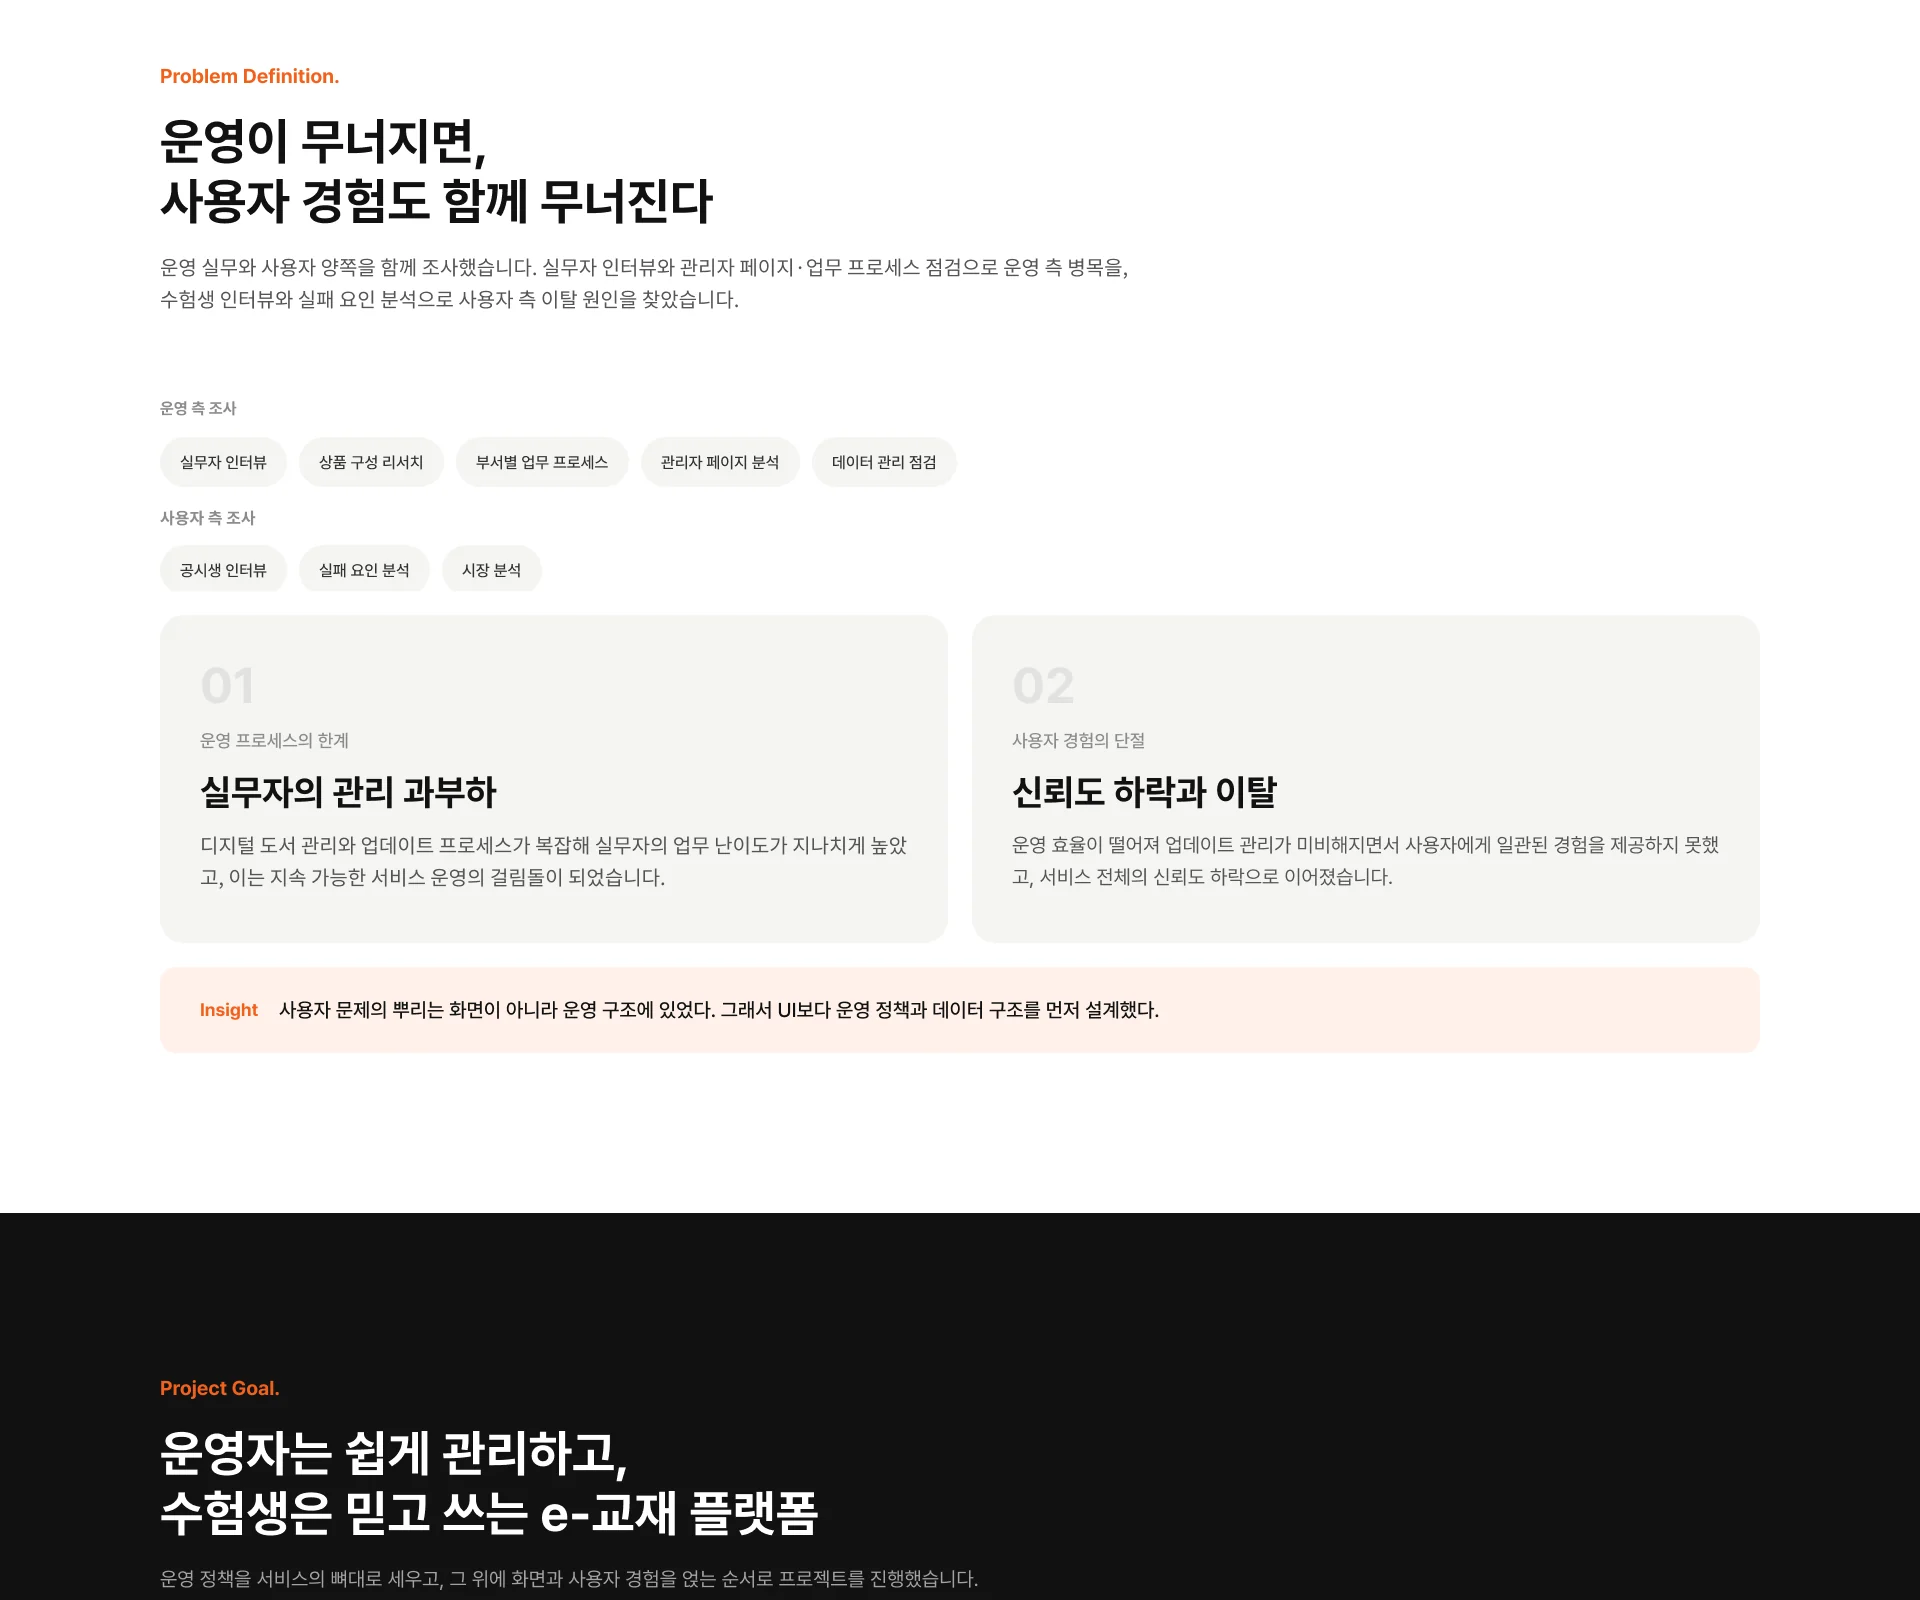 Problem Definition.
운영이 무너지면,
사용자 경험도 함께 무너진다
운영 실무와 사용자 양쪽을 함께 조사했습니다. 실무자 인터뷰와 관리자 페이지·업무 프로세스 점검으로 운영 측 병목을,
수험생 인터뷰와 실패 요인 분석으로 사용자 측 이탈 원인을 찾았습니다.
운영 측 조사
실무자 인터뷰 상품 구성 리서치 부서별 업무 프로세스 관리자 페이지 분석 데이터 관리 점검
사용자 측 조사
공시생 인터뷰 실패 요인 분석 시장 분석
01
운영 프로세스의 한계
실무자의 관리 과부하
디지털 도서 관리와 업데이트 프로세스가 복잡해 실무자의 업무 난이도가 지나치게 높았
고, 이는 지속 가능한 서비스 운영의 걸림돌이 되었습니다.
02
사용자 경험의 단절
신뢰도 하락과 이탈
운영 효율이 떨어져 업데이트 관리가 미비해지면서 사용자에게 일관된 경험을 제공하지 못했
고, 서비스 전체의 신뢰도 하락으로 이어졌습니다.
Insight 사용자 문제의 뿌리는 화면이 아니라 운영 구조에 있었다. 그래서 UI보다 운영 정책과 데이터 구조를 먼저 설계했다.
Project Goal.
운영자는 쉽게 관리하고,
수험생은 믿고 쓰는 e-교재 플랫폼
운영 정책을 서비스의 뼈대로 세우고, 그 위에 화면과 사용자 경험을 얹는 순서로 프로젝트를 진행했습니다.